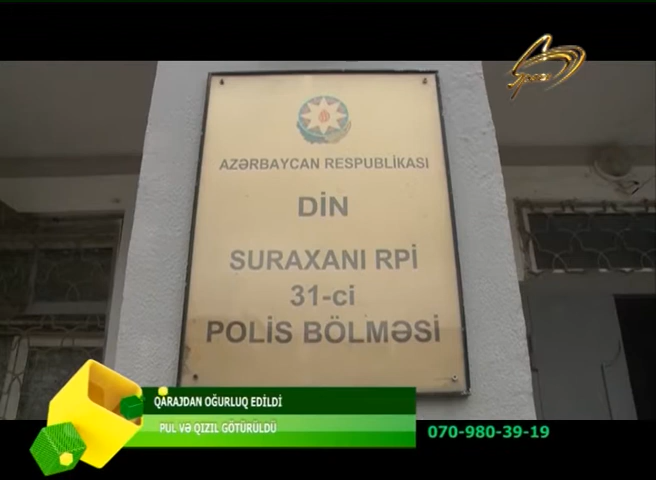 Space
AZƏRBAYCAN RESPUBLİKASI
DİN
SURAXANI RPİ
31-ci
POLİS BÖLMƏSİ
QARAJDAN OĞURLUQ EDİLDİ
PUL VƏ QIZIL GÖTÜRÜLDÜ
070-980-39-19